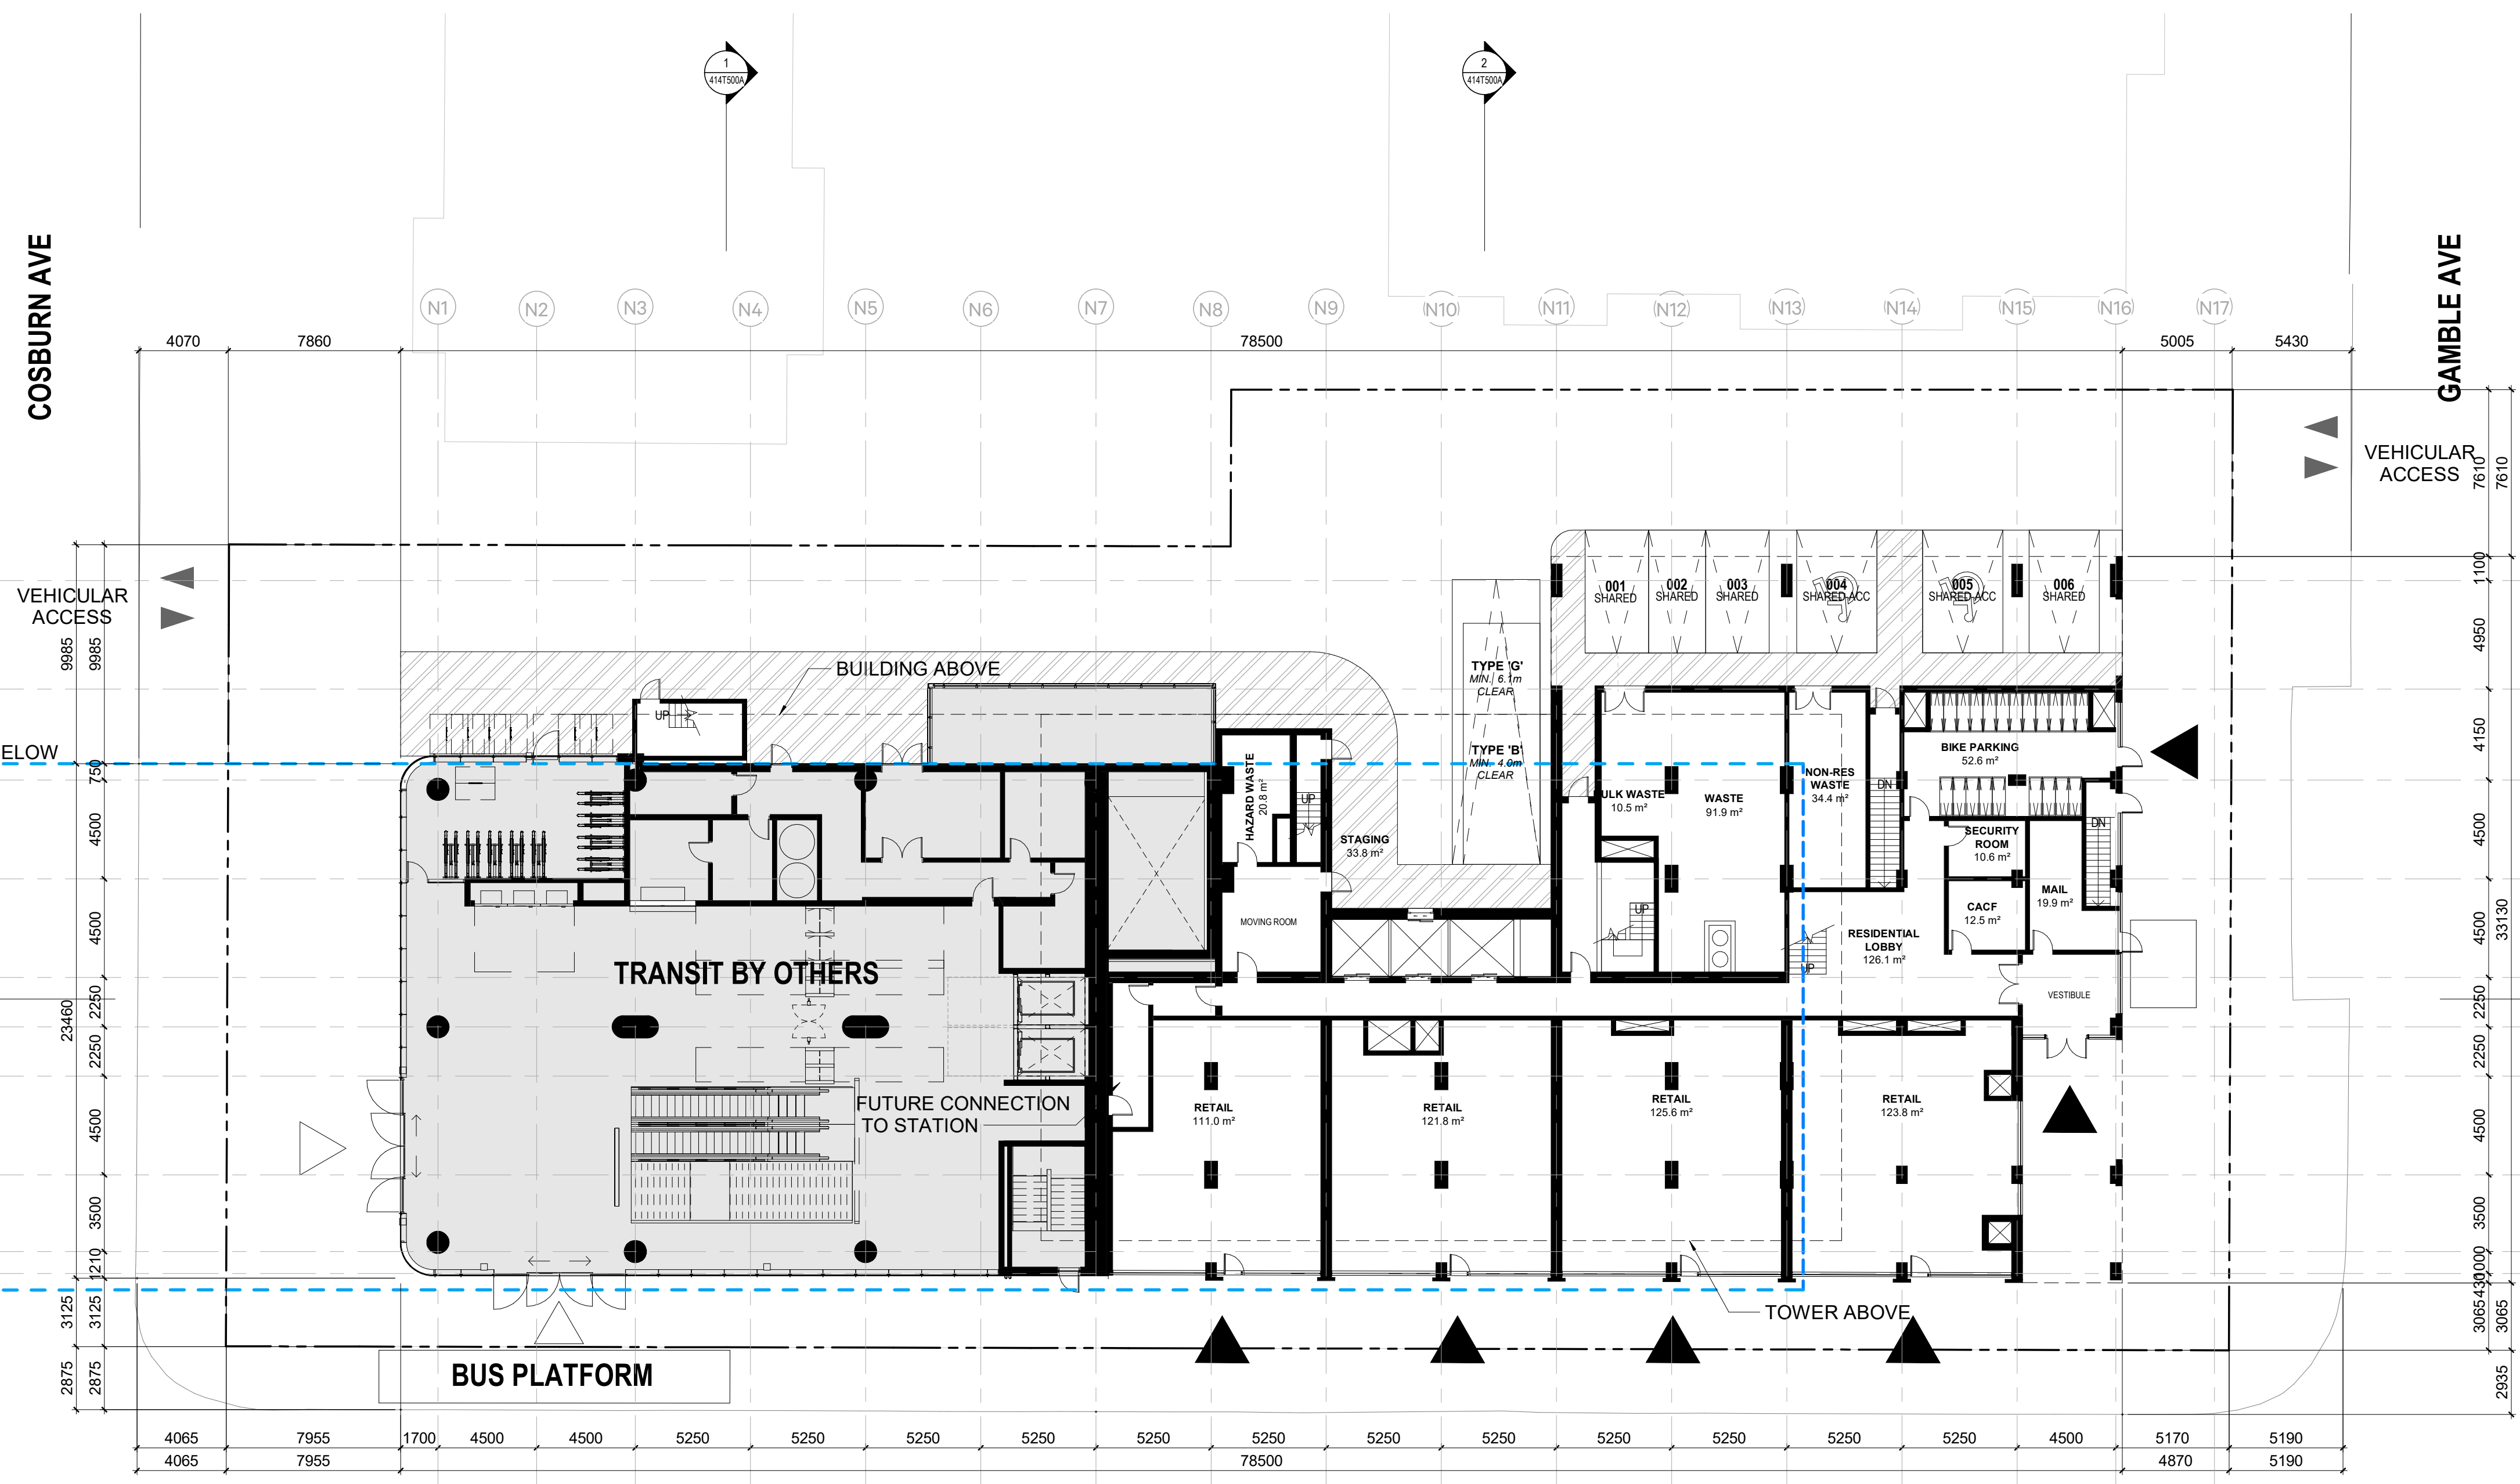 1
414T500A
2
414T500A
COSBURN AVE
GAMBLE AVE
N1
N2
N3
N4
N5
N6
N7
N8
N9
N10
N11
N12
N13
N14
N15
N16
N17
4070
7860
78500
5005
5430
VEHICULAR
ACCESS
VEHICULAR
ACCESS
9985
9985
750
4500
4500
2250
2250
23460
4500
3500
1210
3125
3125
2875
2875
7610
7610
1100
4950
4150
4500
4500
33130
2250
2250
4500
3500
1000
430
3065
3065
2935
ELOW
BUILDING ABOVE
UP
001
SHARED
002
SHARED
003
SHARED
004
SHARED ACC
005
SHARED ACC
006
SHARED
TYPE 'G'
MIN. 6.1m
CLEAR
TYPE 'B'
MIN. 4.0m
CLEAR
HAZARD WASTE
20.8 m²
UP
STAGING
33.8 m²
MOVING ROOM
ULK WASTE
10.5 m²
WASTE
91.9 m²
UP
NON-RES
WASTE
34.4 m²
DN
BIKE PARKING
52.6 m²
SECURITY
ROOM
10.6 m²
DN
MAIL
19.9 m²
CACF
12.5 m²
RESIDENTIAL
LOBBY
126.1 m²
UP
VESTIBULE
TRANSIT BY OTHERS
FUTURE CONNECTION
TO STATION
RETAIL
111.0 m²
RETAIL
121.8 m²
RETAIL
125.6 m²
RETAIL
123.8 m²
TOWER ABOVE
BUS PLATFORM
4065
7955
1700
4500
4500
5250
5250
5250
5250
5250
5250
5250
5250
5250
5250
5250
5250
4500
5170
5190
4065
7955
78500
4870
5190